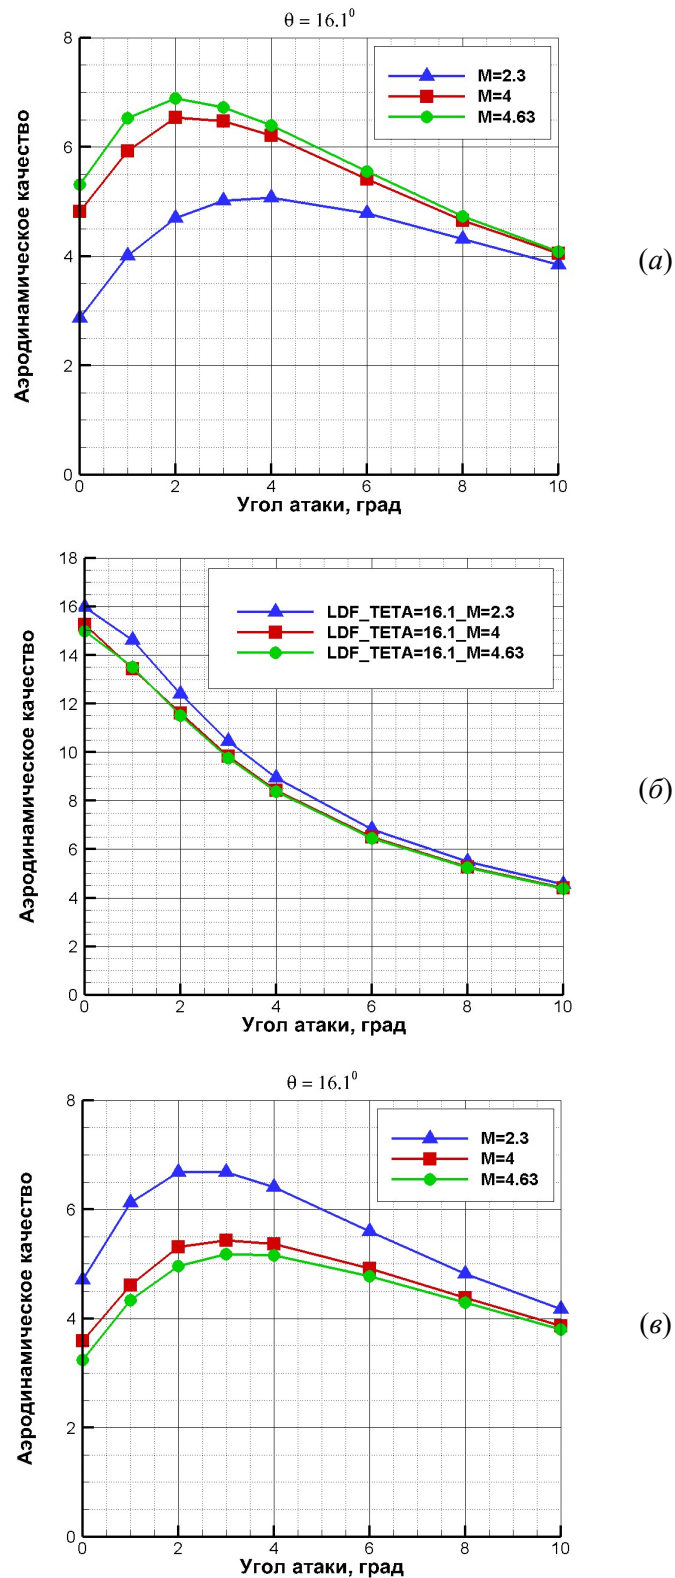 θ = 16.1⁰
8
6
4
2
0
Аэродинамическое качество
M=2.3
M=4
M=4.63
0 2 4 6 8 10
Угол атаки, град
(а)
18
16
14
12
10
8
6
4
2
0
Аэродинамическое качество
LDF_TETA=16.1_M=2.3
LDF_TETA=16.1_M=4
LDF_TETA=16.1_M=4.63
0 2 4 6 8 10
Угол атаки, град
(б)
θ = 16.1⁰
8
6
4
2
0
Аэродинамическое качество
M=2.3
M=4
M=4.63
0 2 4 6 8 10
Угол атаки, град
(в)